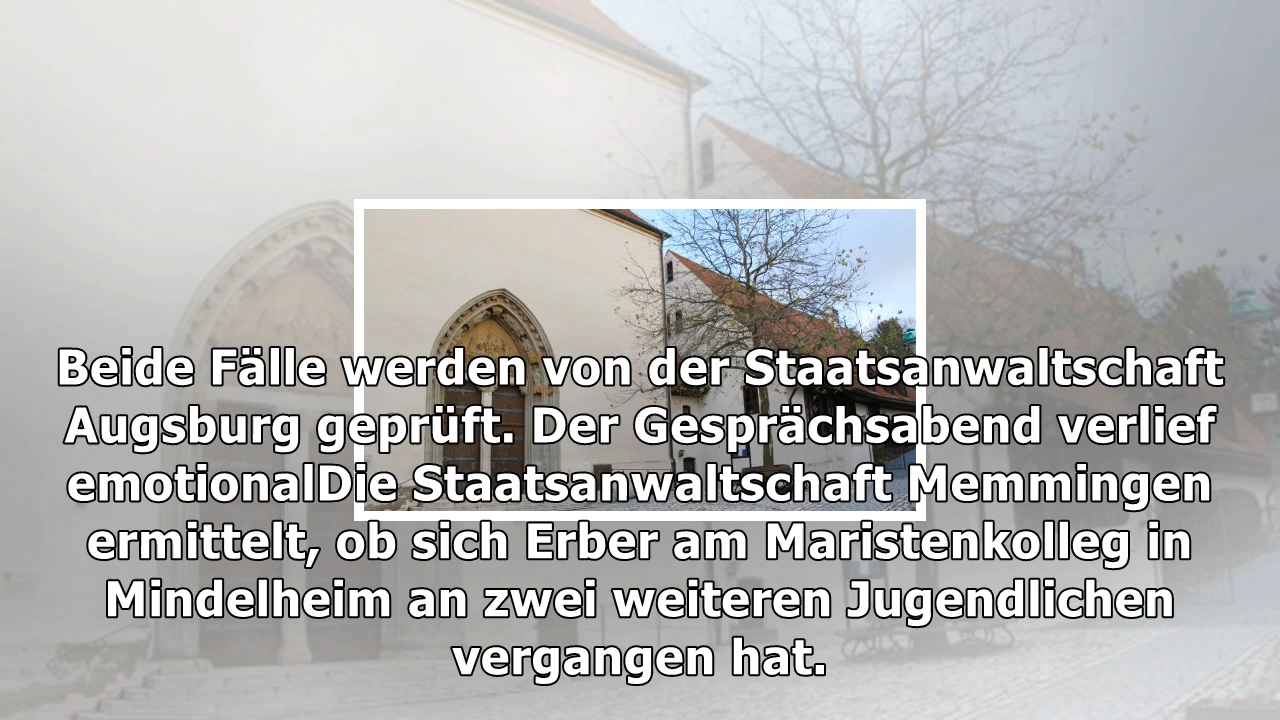 Beide Fälle werden von der Staatsanwaltschaft
Augsburg geprüft. Der Gesprächsabend verlief
emotionalDie Staatsanwaltschaft Memmingen
ermittelt, ob sich Erber am Maristenkolleg in
Mindelheim an zwei weiteren Jugendlichen
vergangen hat.